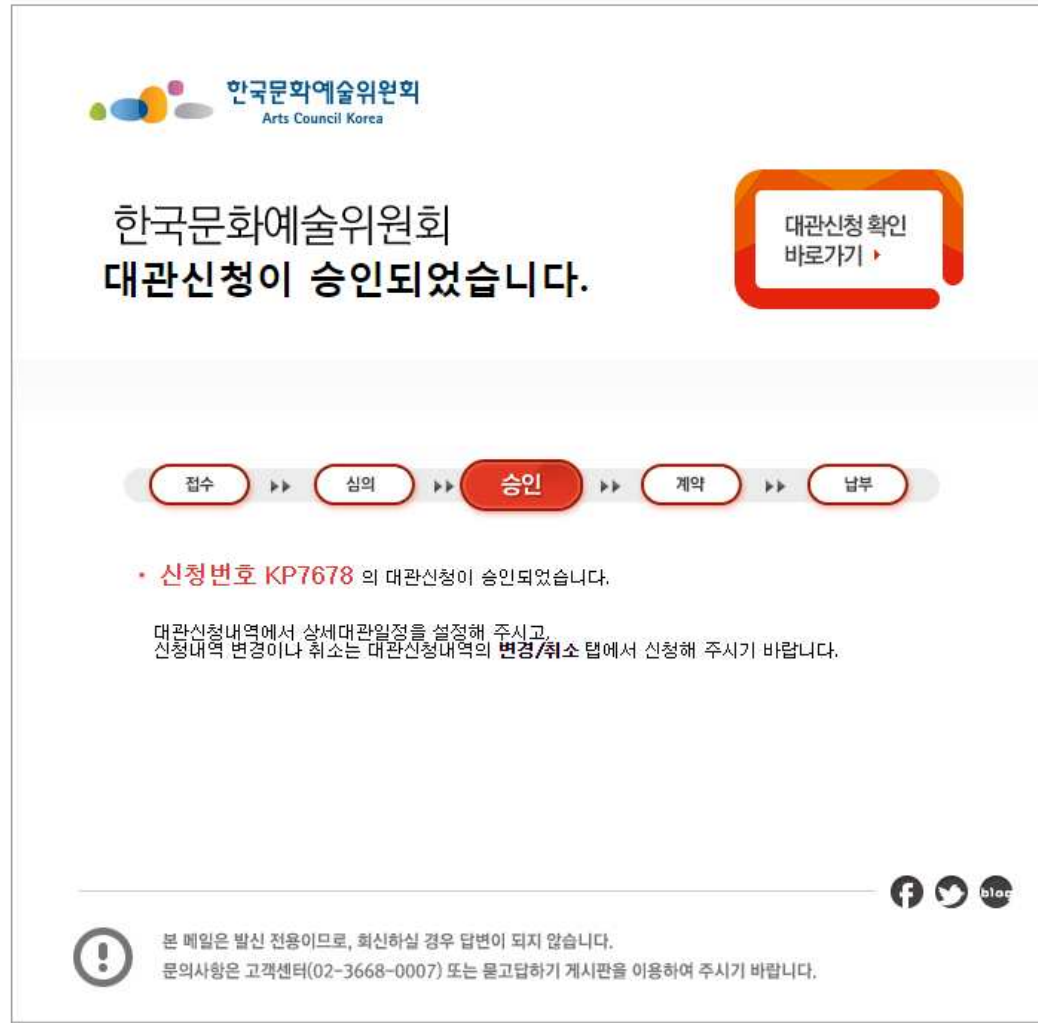 한국문화예술위원회
Arts Council Korea
한국문화예술위원회
대관신청이 승인되었습니다.
대관신청 확인
바로가기
접수
심의
승인
계약
납부
· 신청번호 KP7678 의 대관신청이 승인되었습니다.
대관신청내역에서 상세대관일정을 설정해 주시고,
신청내역 변경이나 취소는 대관신청내역의 변경/취소 탭에서 신청해 주시기 바랍니다.
blog
본 메일은 발신 전용이므로, 회신하실 경우 답변이 되지 않습니다.
문의사항은 고객센터(02-3668-0007) 또는 묻고답하기 게시판을 이용하여 주시기 바랍니다.